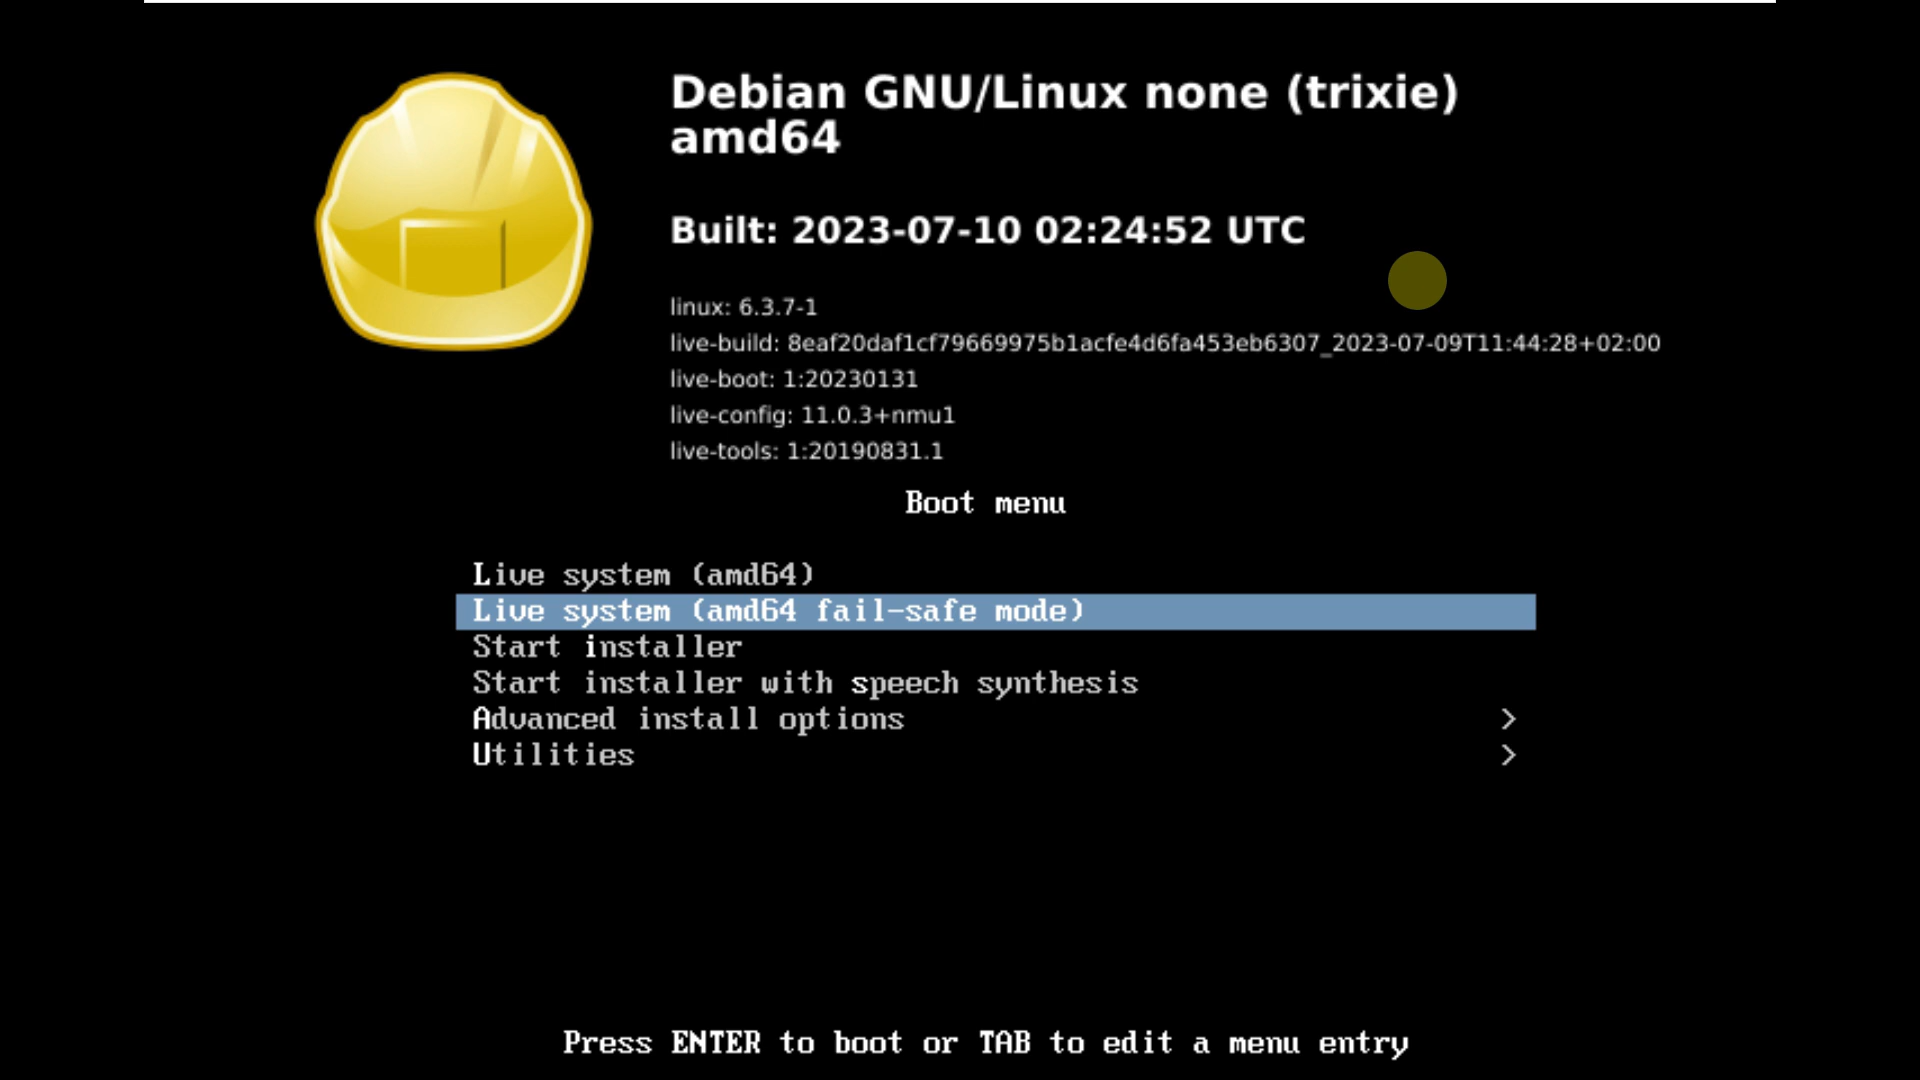 Debian GNU/Linux none (trixie)
amd64
Built: 2023-07-10 02:24:52 UTC
linux: 6.3.7-1
live-build: 8eaf20daf1cf79669975b1acfe4d6fa453eb6307_2023-07-09T11:44:28+02:00
live-boot: 1:20230131
live-config: 11.0.3+nmu1
live-tools: 1:20190831.1
Boot menu
Live system (amd64)
Live system (amd64 fail-safe mode)
Start installer
Start installer with speech synthesis
Advanced install options >
Utilities >
Press ENTER to boot or TAB to edit a menu entry